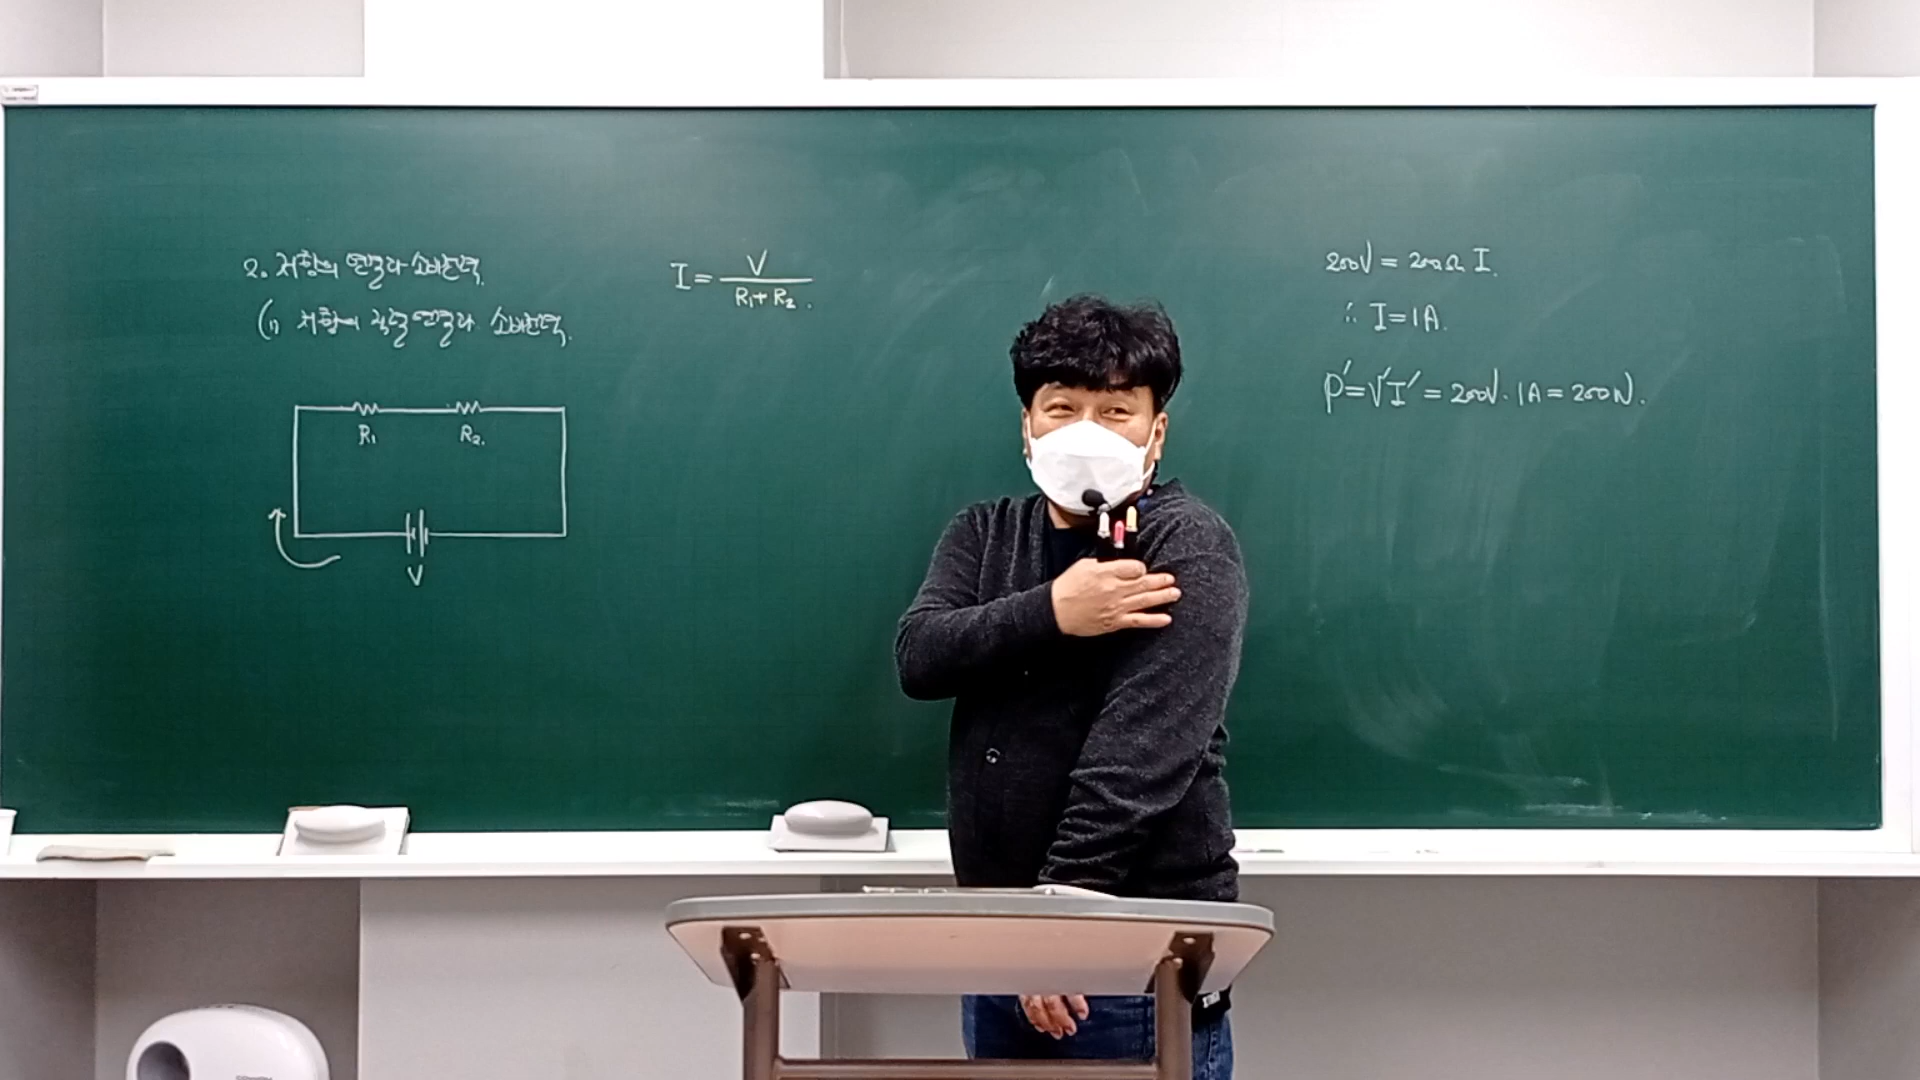 2. 저항의 연결과 소비전력.
(1) 저항의 직렬연결과 소비전력.
R₁
R₂.
V
I = V / (R₁ + R₂).
200V = 200Ω I.
∴ I = 1A.
P′ = V′I′ = 200V · 1A = 200W.